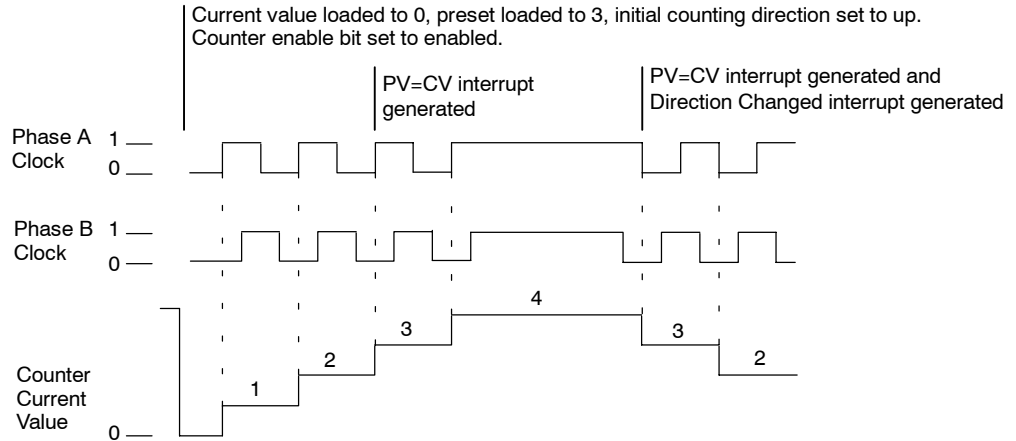 Current value loaded to 0, preset loaded to 3, initial counting direction set to up.
Counter enable bit set to enabled.
PV=CV interrupt
generated
PV=CV interrupt generated and
Direction Changed interrupt generated
Phase A
Clock
1
0
Phase B
Clock
1
0
4
3
3
2
2
1
Counter
Current
Value
0